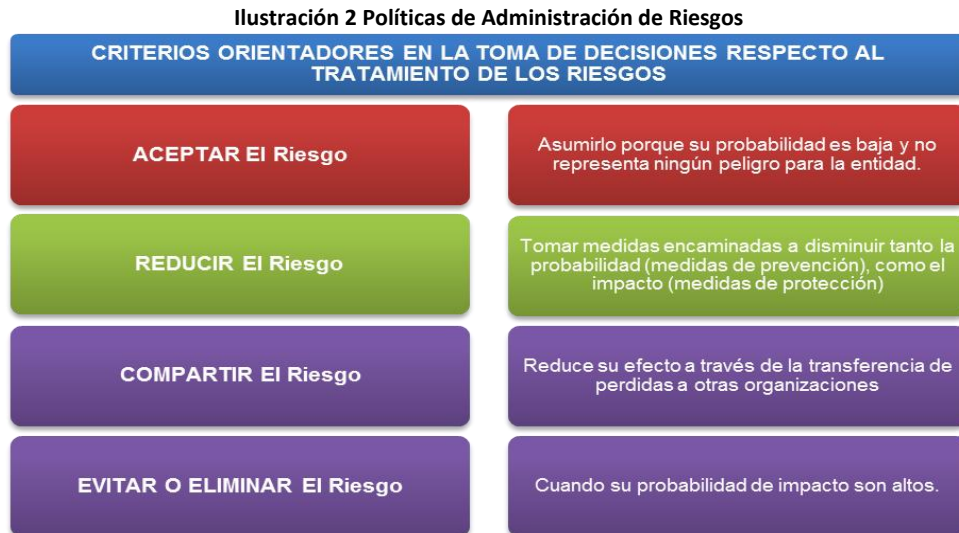 Ilustración 2 Políticas de Administración de Riesgos
CRITERIOS ORIENTADORES EN LA TOMA DE DECISIONES RESPECTO AL
TRATAMIENTO DE LOS RIESGOS
ACEPTAR El Riesgo
Asumirlo porque su probabilidad es baja y no
representa ningún peligro para la entidad.
REDUCIR El Riesgo
Tomar medidas encaminadas a disminuir tanto la
probabilidad (medidas de prevención), como el
impacto (medidas de protección)
COMPARTIR El Riesgo
Reduce su efecto a través de la transferencia de
perdidas a otras organizaciones
EVITAR O ELIMINAR El Riesgo
Cuando su probabilidad de impacto son altos.